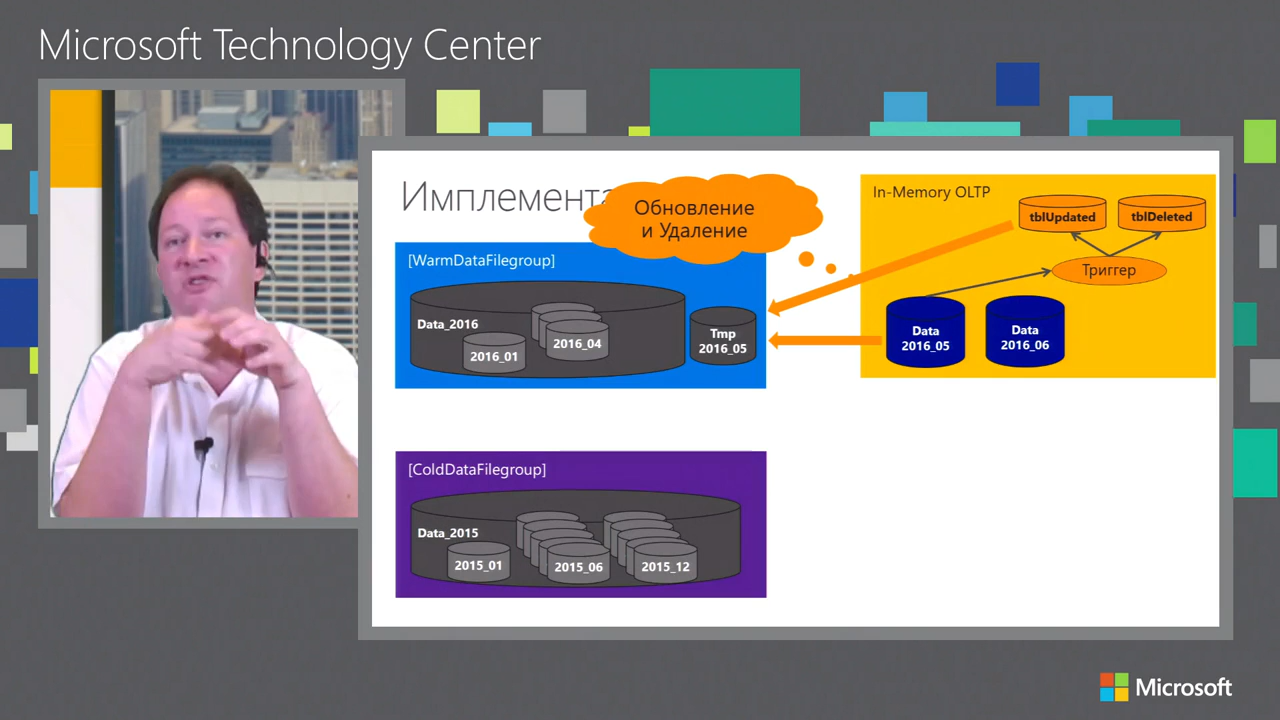 Microsoft Technology Center
Имплемента
Обновление
и Удаление
In-Memory OLTP
tblUpdated
tblDeleted
Триггер
Data
2016_05
Data
2016_06
[WarmDataFilegroup]
Data_2016
2016_01
2016_04
Tmp
2016_05
[ColdDataFilegroup]
Data_2015
2015_01
2015_06
2015_12
Microsoft